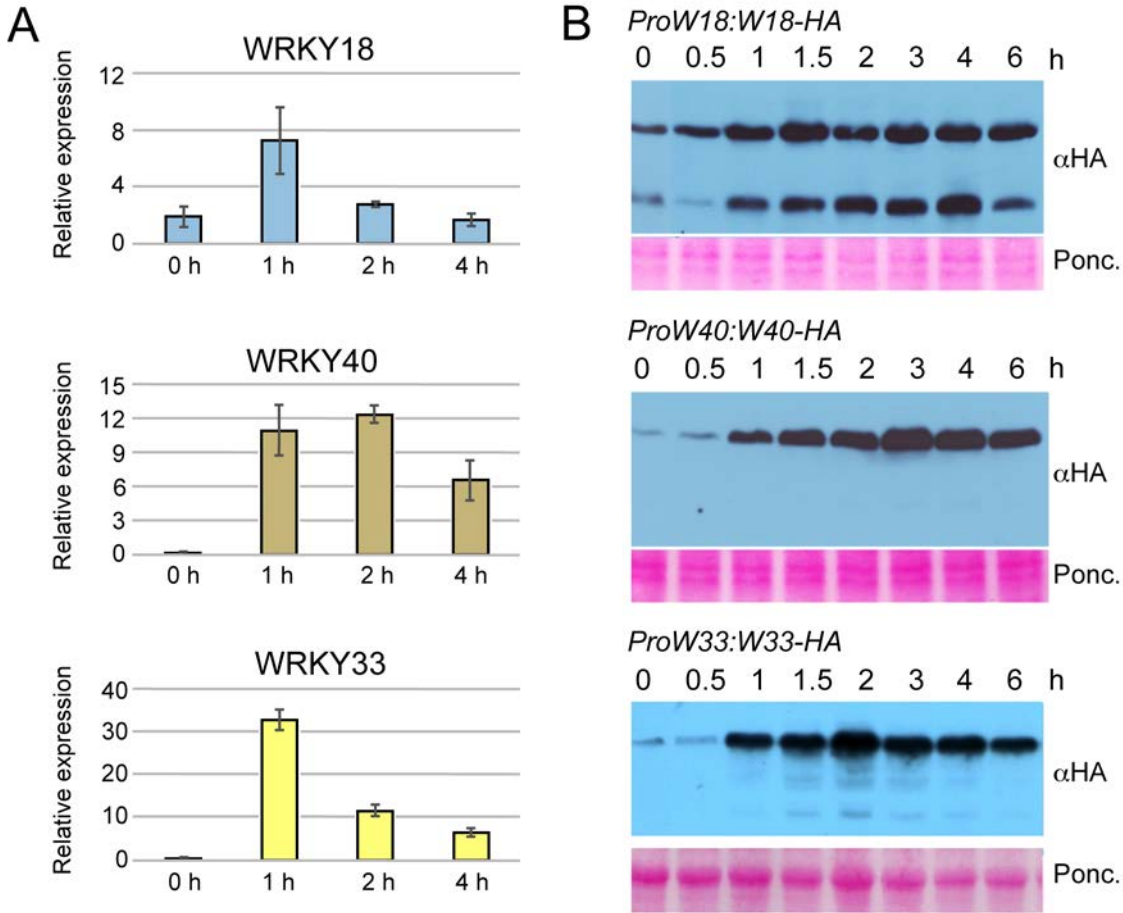 A
WRKY18
Relative expression
12
8
4
0
0 h 1 h 2 h 4 h
WRKY40
Relative expression
15
12
9
6
3
0
0 h 1 h 2 h 4 h
WRKY33
Relative expression
40
30
20
10
0
0 h 1 h 2 h 4 h
B
ProW18:W18-HA
0 0.5 1 1.5 2 3 4 6 h
αHA
Ponc.
ProW40:W40-HA
0 0.5 1 1.5 2 3 4 6 h
αHA
Ponc.
ProW33:W33-HA
0 0.5 1 1.5 2 3 4 6 h
αHA
Ponc.